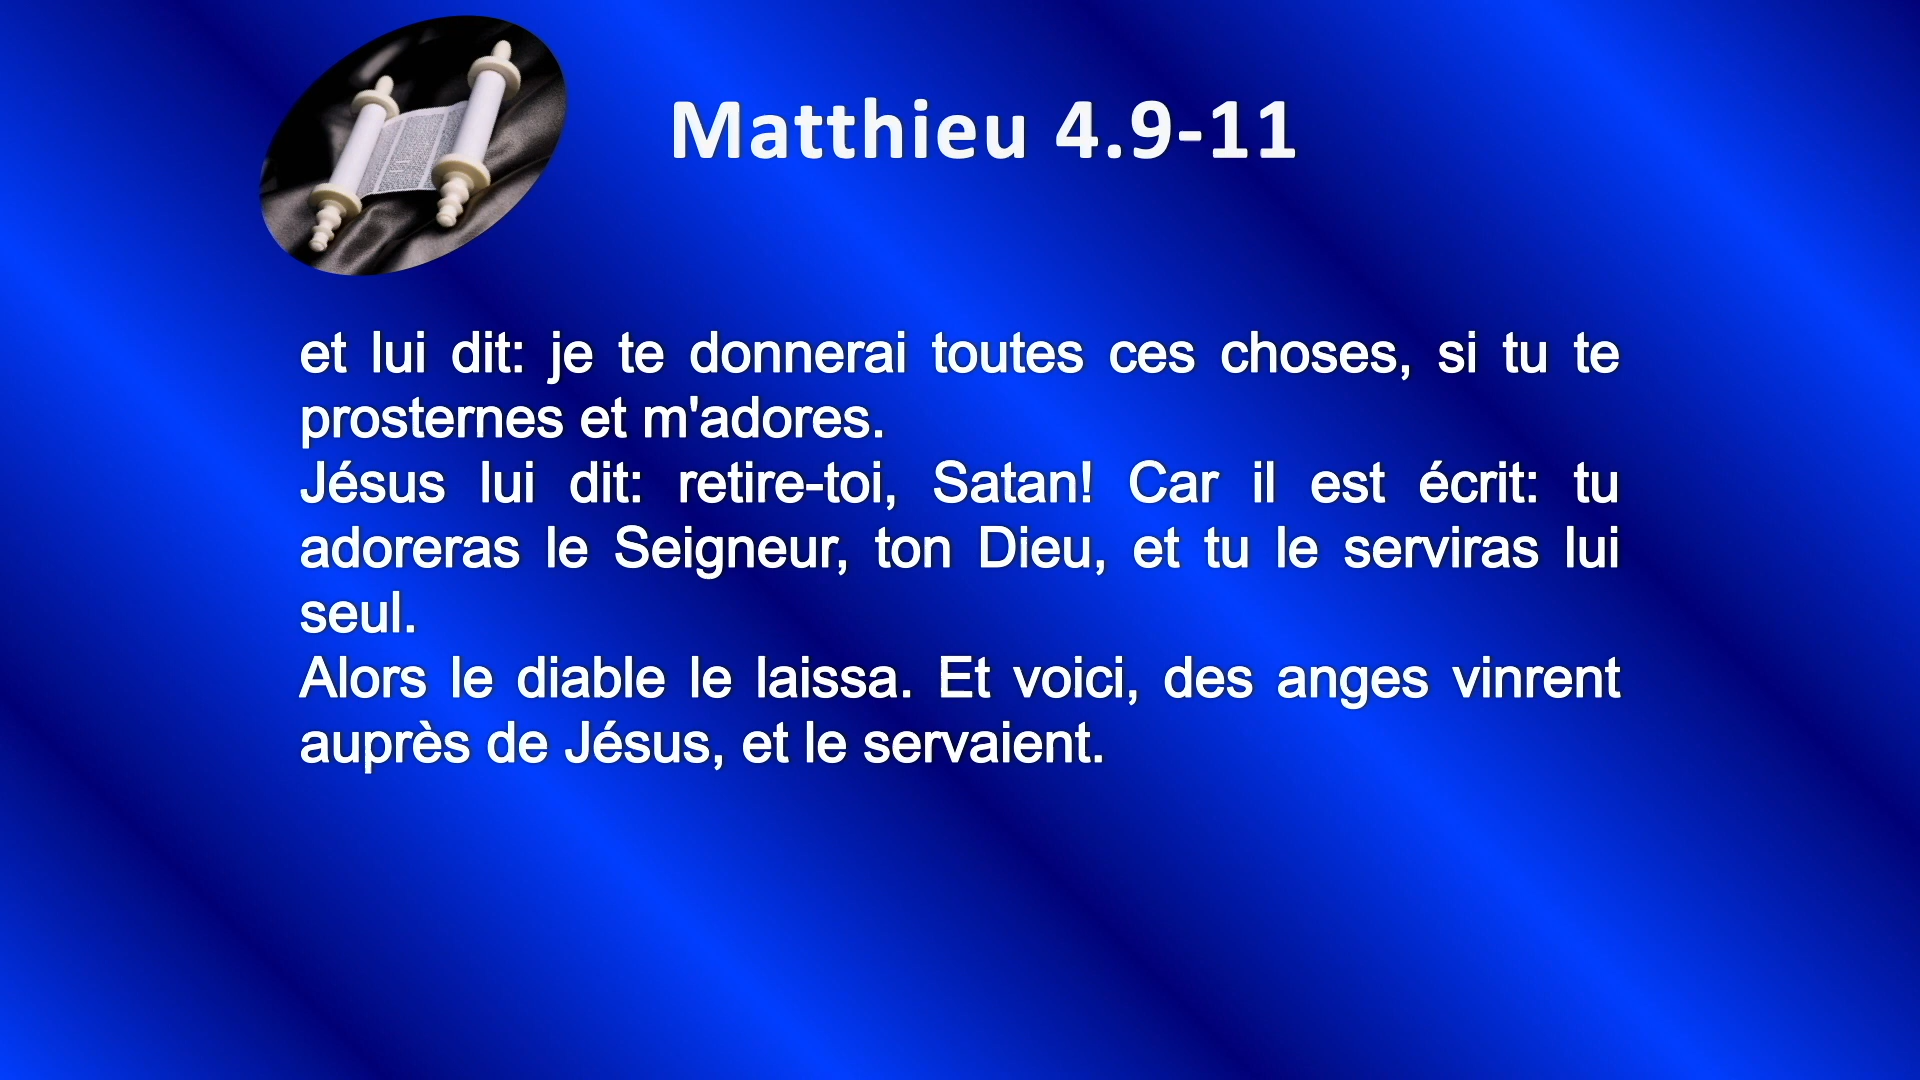 Matthieu 4.9-11
et lui dit: je te donnerai toutes ces choses, si tu te
prosternes et m'adores.
Jésus lui dit: retire-toi, Satan! Car il est écrit: tu
adoreras le Seigneur, ton Dieu, et tu le serviras lui
seul.
Alors le diable le laissa. Et voici, des anges vinrent
auprès de Jésus, et le servaient.